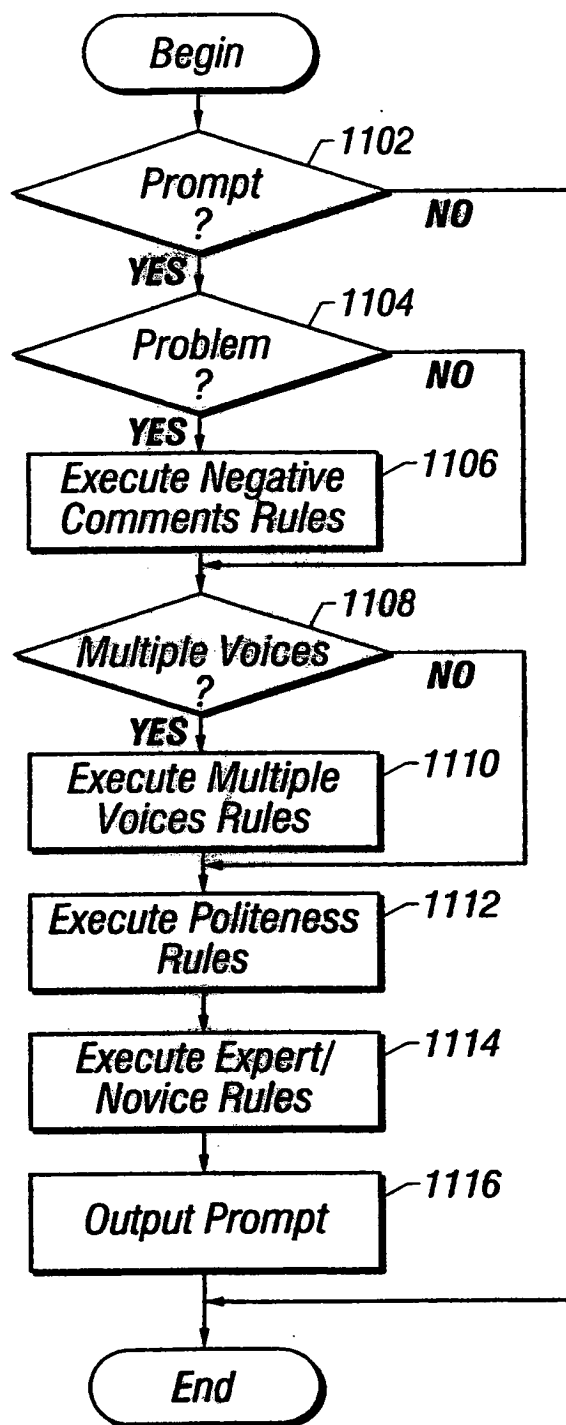 Begin
1102
Prompt
?
NO
YES
1104
Problem
?
NO
YES
1106
Execute Negative
Comments Rules
1108
Multiple Voices
?
NO
YES
1110
Execute Multiple
Voices Rules
1112
Execute Politeness
Rules
1114
Execute Expert/
Novice Rules
1116
Output Prompt
End